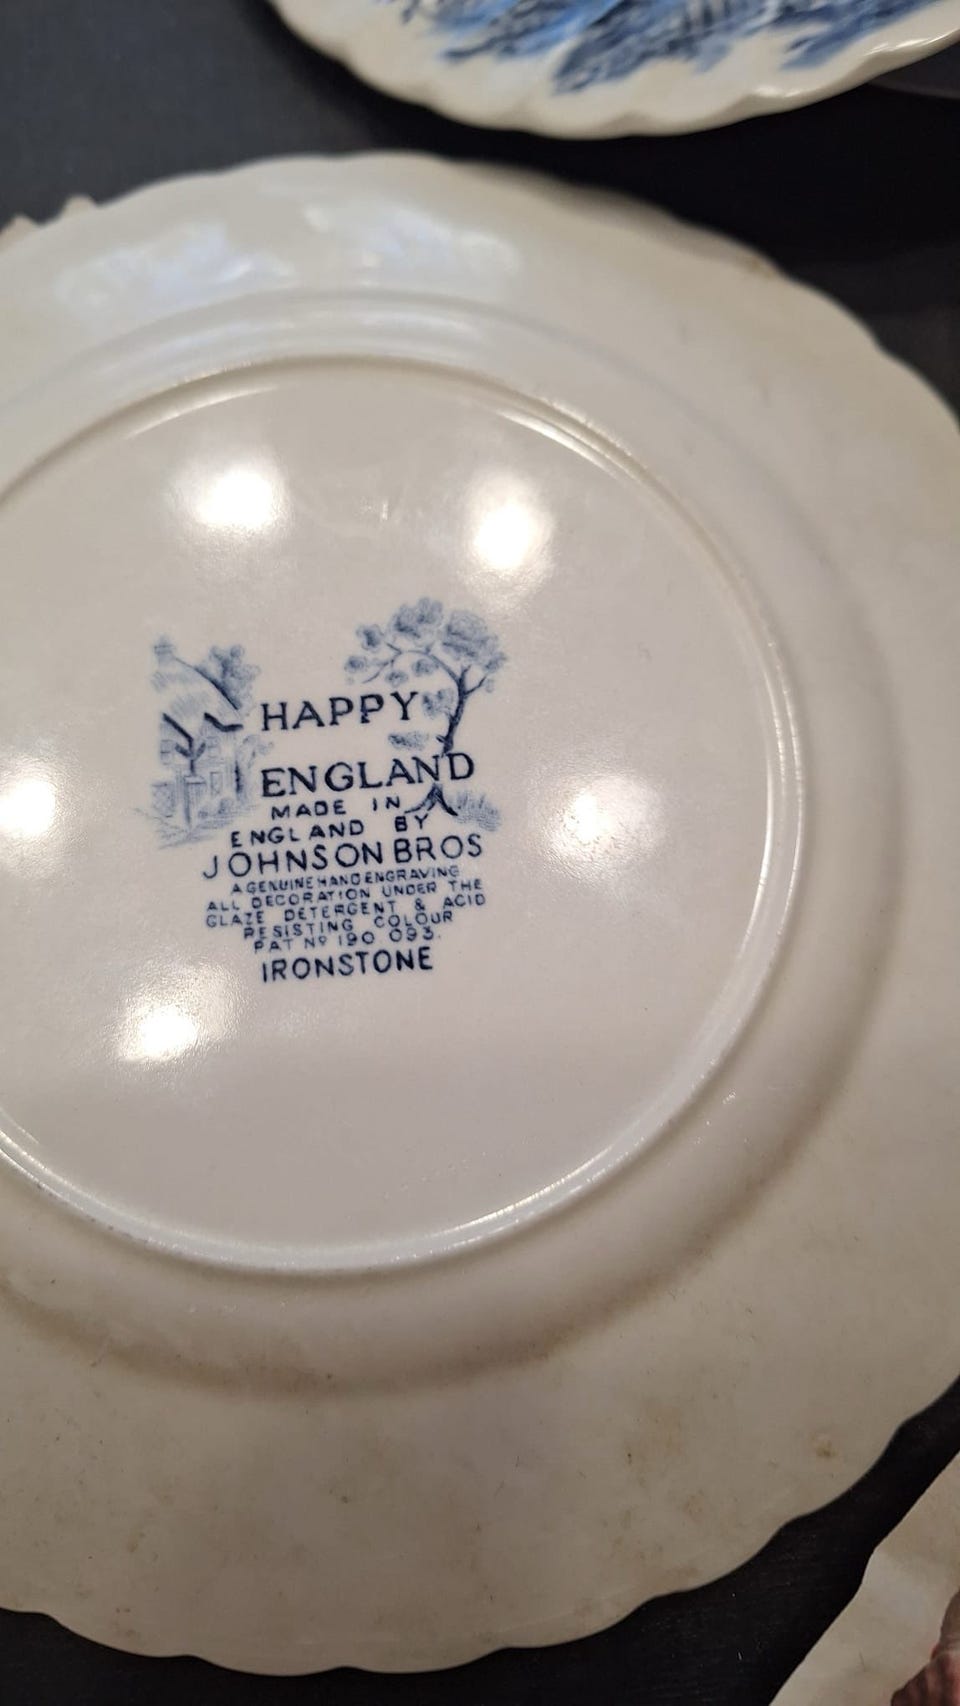 HAPPY
ENGLAND
MADE IN
ENGLAND BY
JOHNSON BROS
A GENUINE HAND ENGRAVING
ALL DECORATION UNDER THE
GLAZE DETERGENT & ACID
RESISTING COLOUR
PAT Nº 190 093.
IRONSTONE